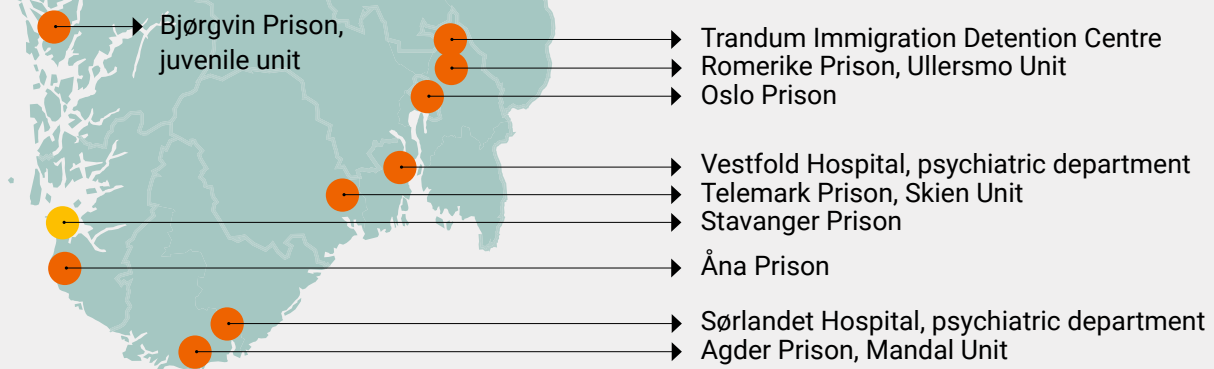 Bjørgvin Prison,
juvenile unit
Trandum Immigration Detention Centre
Romerike Prison, Ullersmo Unit
Oslo Prison
Vestfold Hospital, psychiatric department
Telemark Prison, Skien Unit
Stavanger Prison
Åna Prison
Sørlandet Hospital, psychiatric department
Agder Prison, Mandal Unit